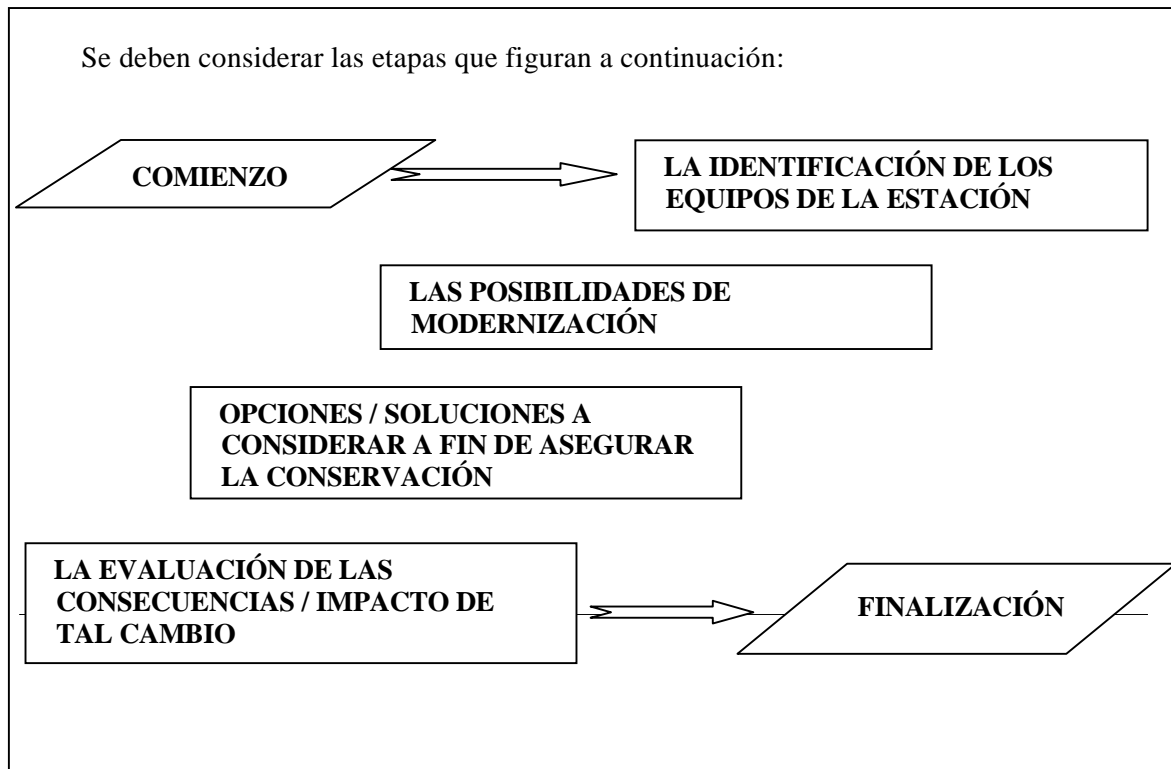 Se deben considerar las etapas que figuran a continuación:
COMIENZO
LA IDENTIFICACIÓN DE LOS
EQUIPOS DE LA ESTACIÓN
LAS POSIBILIDADES DE
MODERNIZACIÓN
OPCIONES / SOLUCIONES A
CONSIDERAR A FIN DE ASEGURAR
LA CONSERVACIÓN
LA EVALUACIÓN DE LAS
CONSECUENCIAS / IMPACTO DE
TAL CAMBIO
FINALIZACIÓN